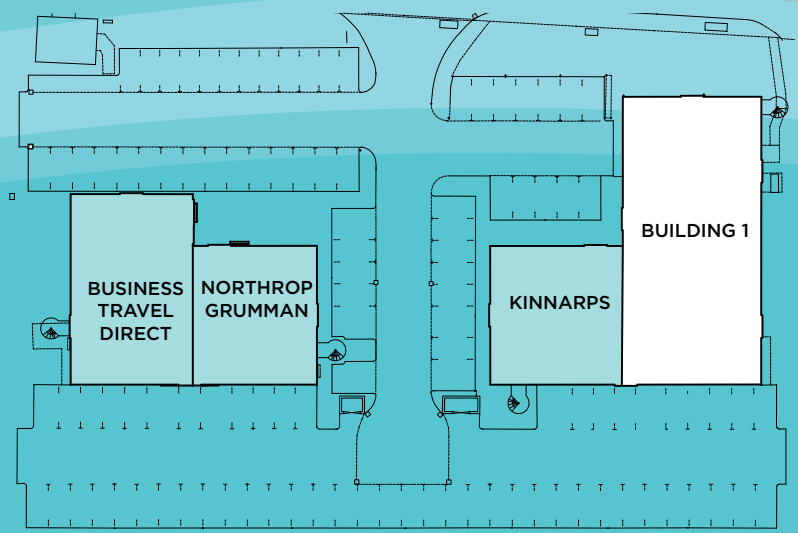 BUSINESS
TRAVEL
DIRECT
NORTHROP
GRUMMAN
KINNARPS
BUILDING 1